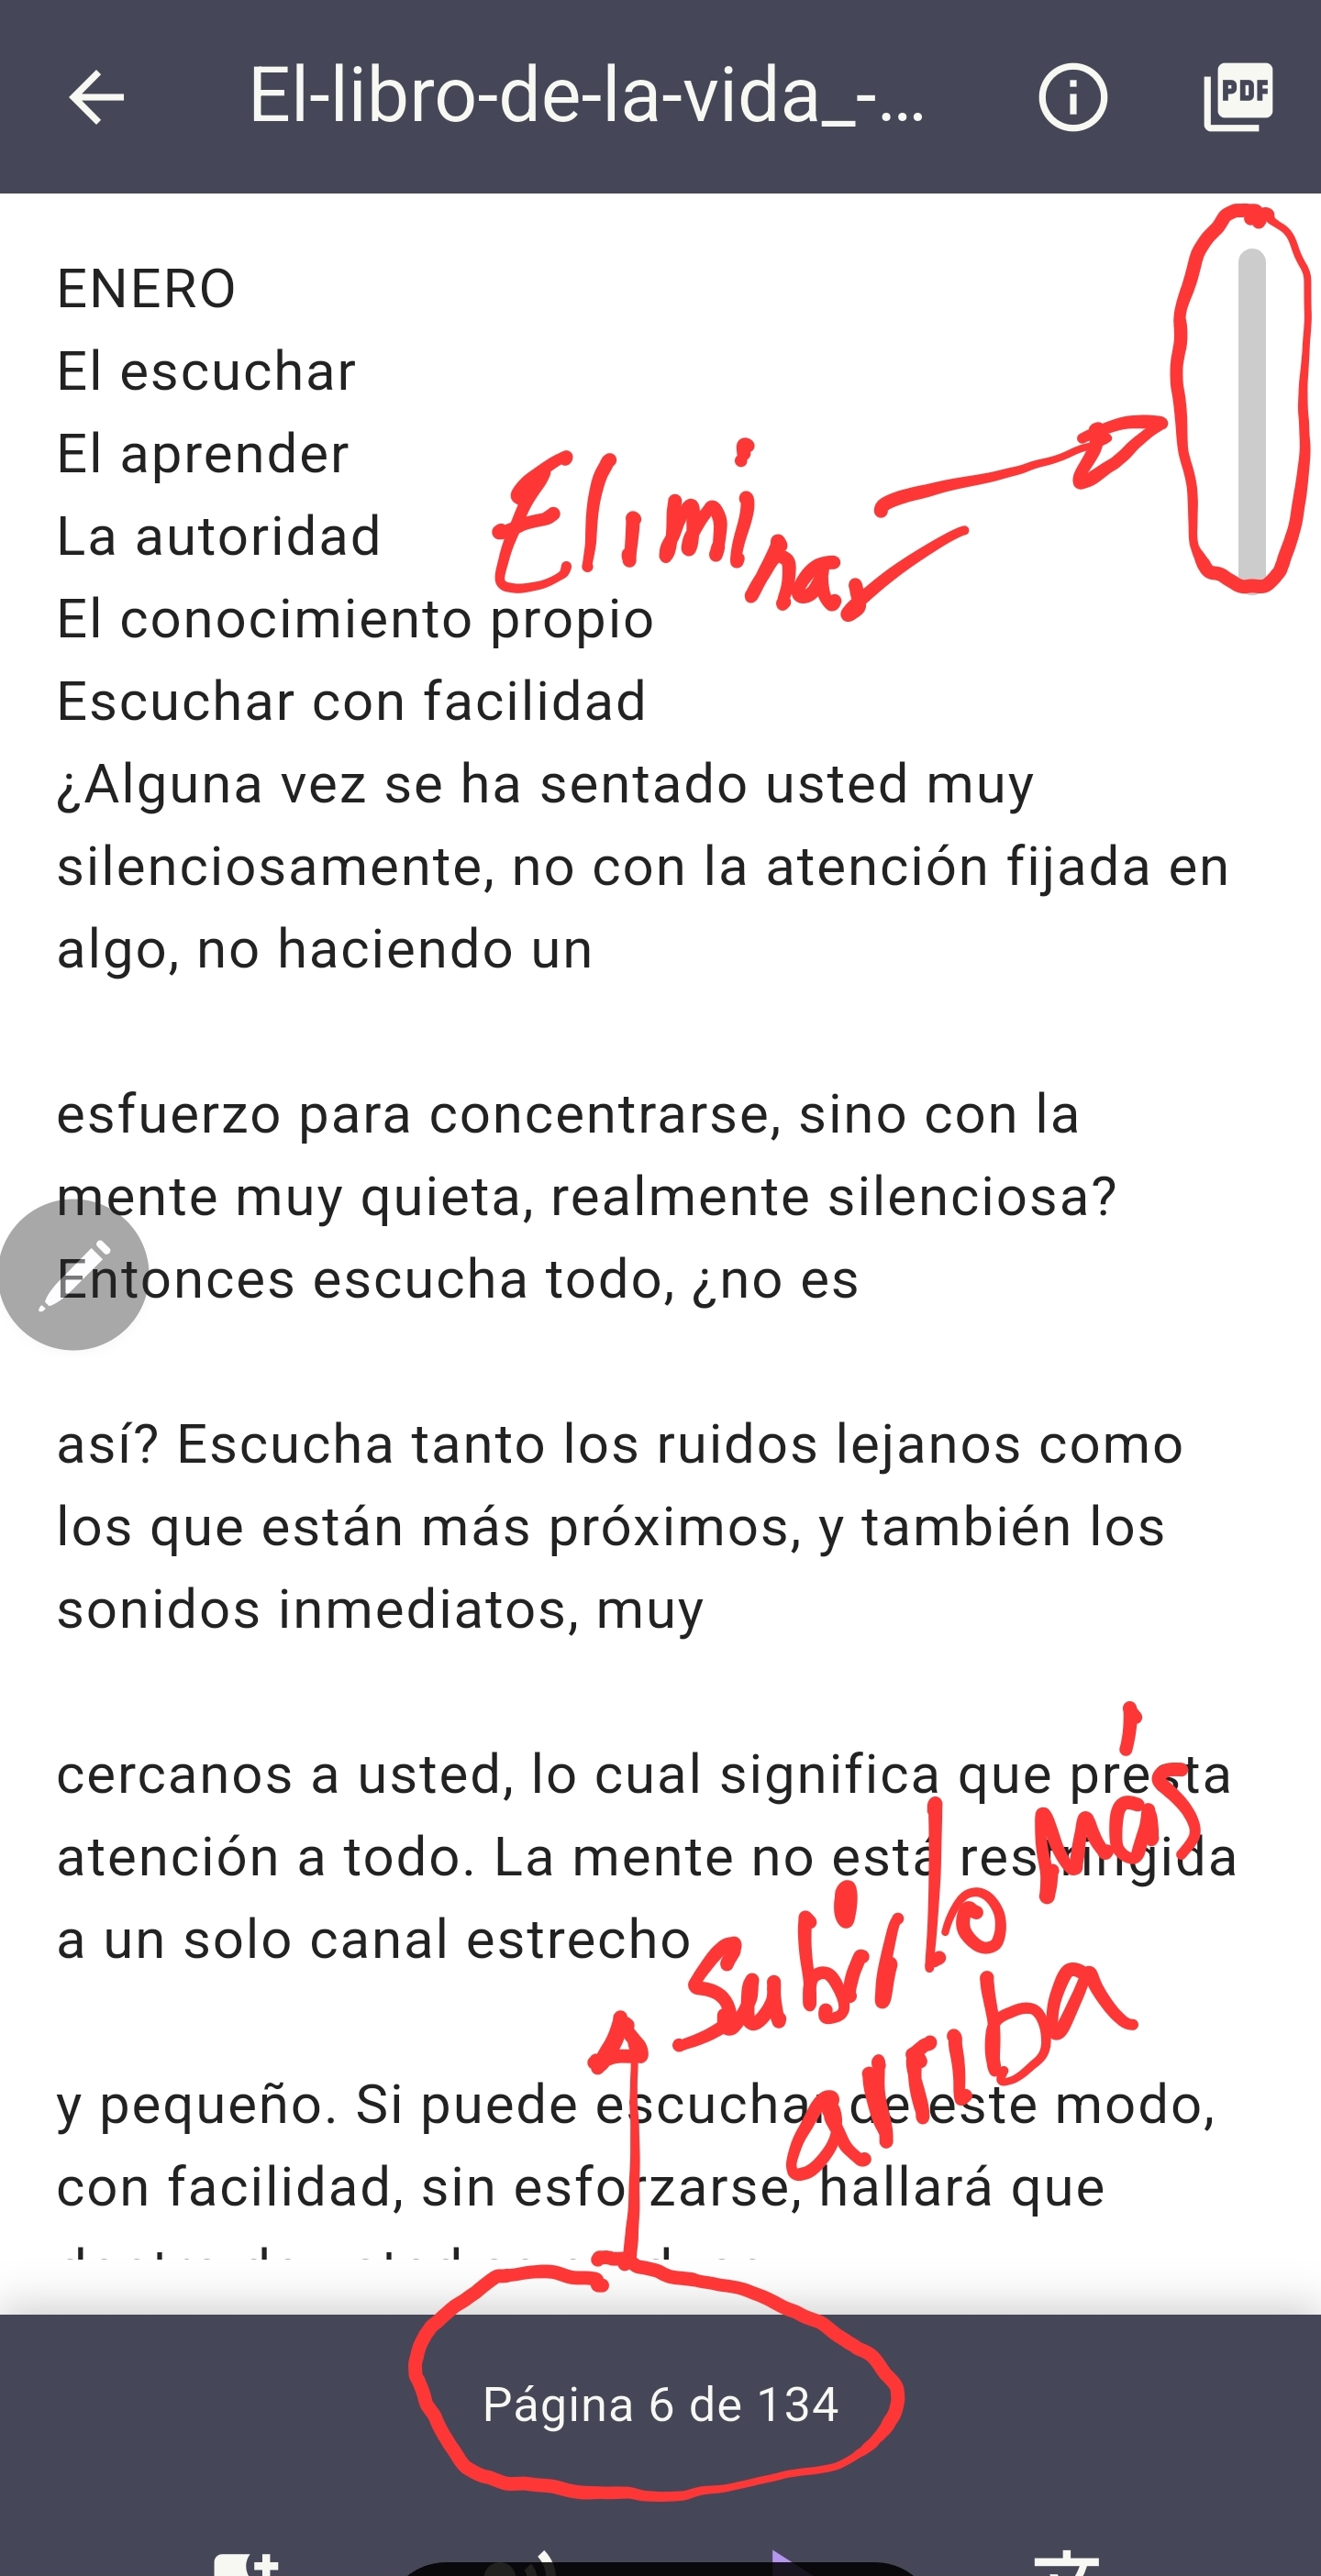 El-libro-de-la-vida_-...
PDF
ENERO
El escuchar
El aprender
La autoridad
Eliminar
El conocimiento propio
Escuchar con facilidad
¿Alguna vez se ha sentado usted muy
silenciosamente, no con la atención fijada en
algo, no haciendo un
esfuerzo para concentrarse, sino con la
mente muy quieta, realmente silenciosa?
Entonces escucha todo, ¿no es
así? Escucha tanto los ruidos lejanos como
los que están más próximos, y también los
sonidos inmediatos, muy
cercanos a usted, lo cual significa que presta
atención a todo. La mente no está restringida
a un solo canal estrecho
Subirlo más
arriba
y pequeño. Si puede escuchar de este modo,
con facilidad, sin esforzarse, hallará que
Página 6 de 134